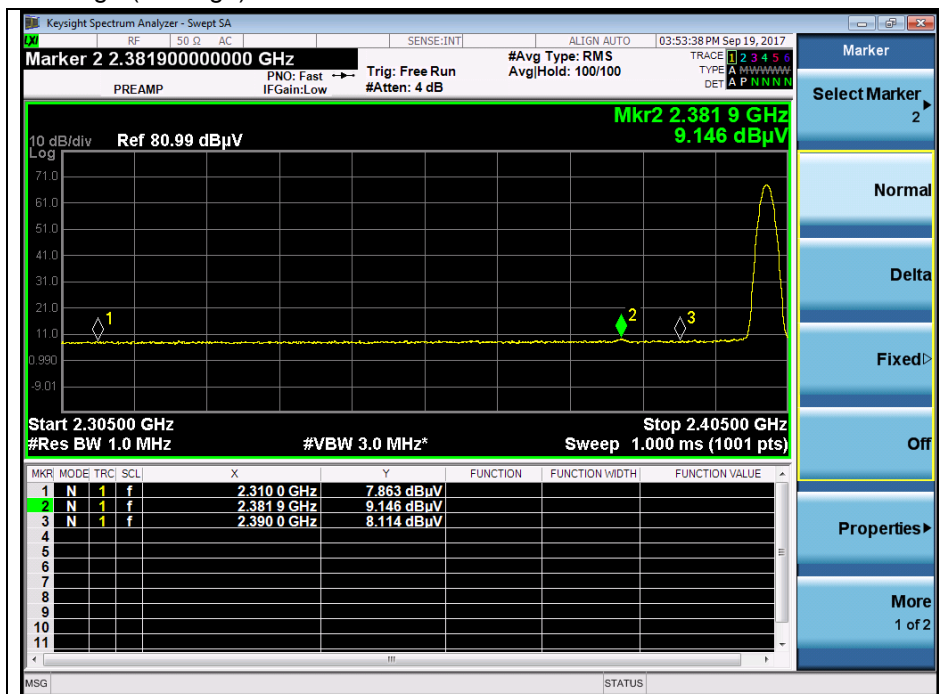 Keysight Spectrum Analyzer - Swept SA
LXI RF 50 Ω AC SENSE:INT ALIGN AUTO 03:53:38 PM Sep 19, 2017
Marker 2 2.381900000000 GHz
PREAMP
PNO: Fast
IFGain:Low
Trig: Free Run
#Atten: 4 dB
#Avg Type: RMS
Avg|Hold: 100/100
TRACE 1 2 3 4 5 6
TYPE A MWWWWW
DET A P N N N N
Mkr2 2.381 9 GHz
9.146 dBµV
10 dB/div Ref 80.99 dBµV
Log
71.0
61.0
51.0
41.0
31.0
21.0
11.0
0.990
-9.01
1
2
3
Start 2.30500 GHz Stop 2.40500 GHz
#Res BW 1.0 MHz #VBW 3.0 MHz* Sweep 1.000 ms (1001 pts)
MKR MODE TRC SCL X Y FUNCTION FUNCTION WIDTH FUNCTION VALUE
1 N 1 f 2.310 0 GHz 7.863 dBµV
2 N 1 f 2.381 9 GHz 9.146 dBµV
3 N 1 f 2.390 0 GHz 8.114 dBµV
4
5
6
7
8
9
10
11
MSG STATUS
Marker
Select Marker
2
Normal
Delta
Fixed
Off
Properties
More
1 of 2